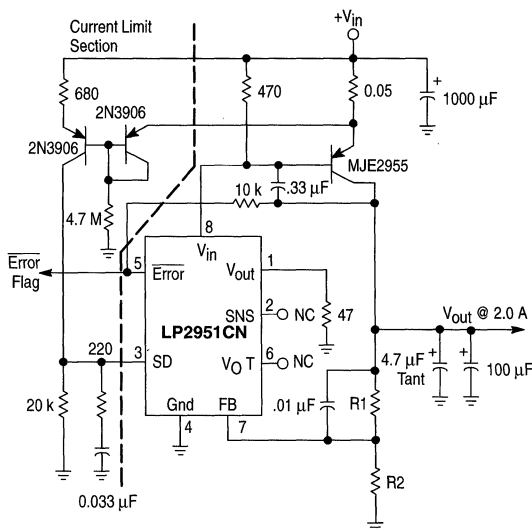 Current Limit
Section
+Vin
680
470
0.05
+
1000 µF
2N3906
2N3906
MJE2955
10 k
.33 µF
4.7 M
8
Vin
Error
Flag
5
Error
Vout
1
SNS
2
NC
47
LP2951CN
Vout @ 2.0 A
220
3
SD
VO T
6
NC
4.7 µF
Tant
+
+
100 µF
20 k
Gnd
FB
.01 µF
R1
4
7
R2
0.033 µF